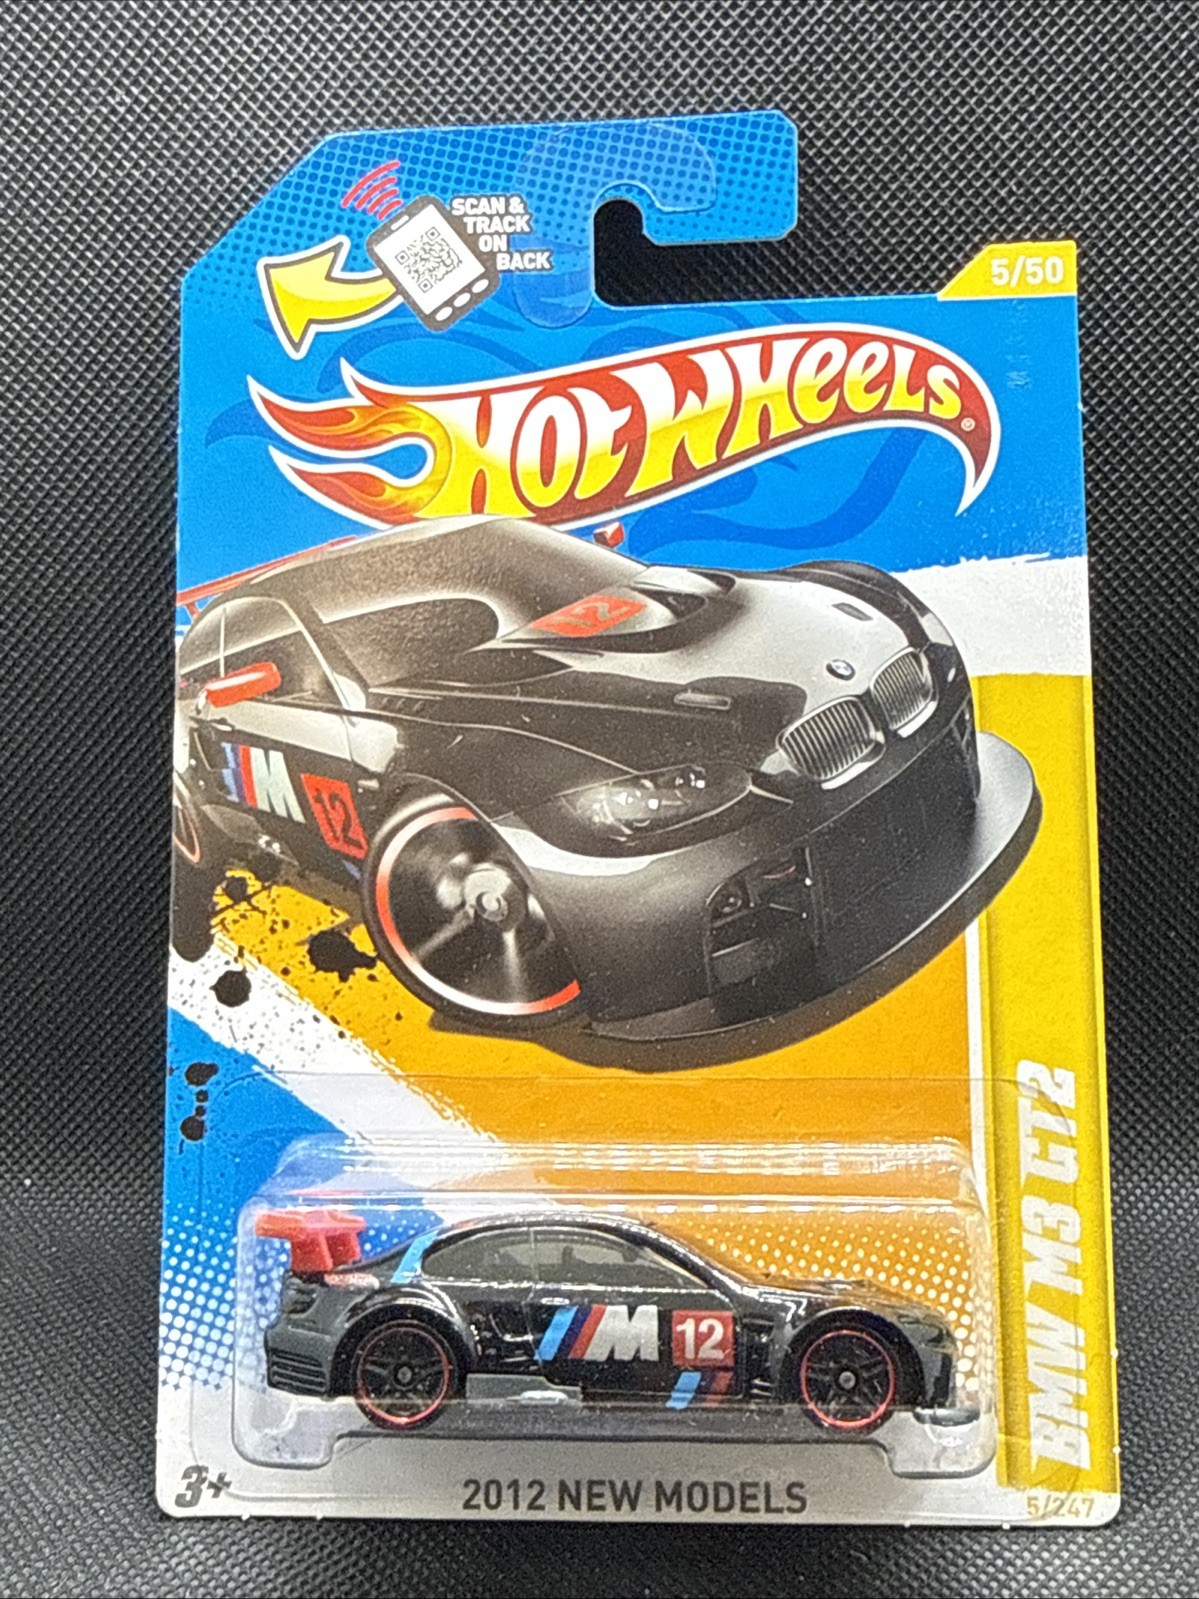 SCAN &
TRACK
ON
BACK
5/50
HOT WHEELS®
12
M 12
BMW M3 GT2
M 12
3+
2012 NEW MODELS
5/247